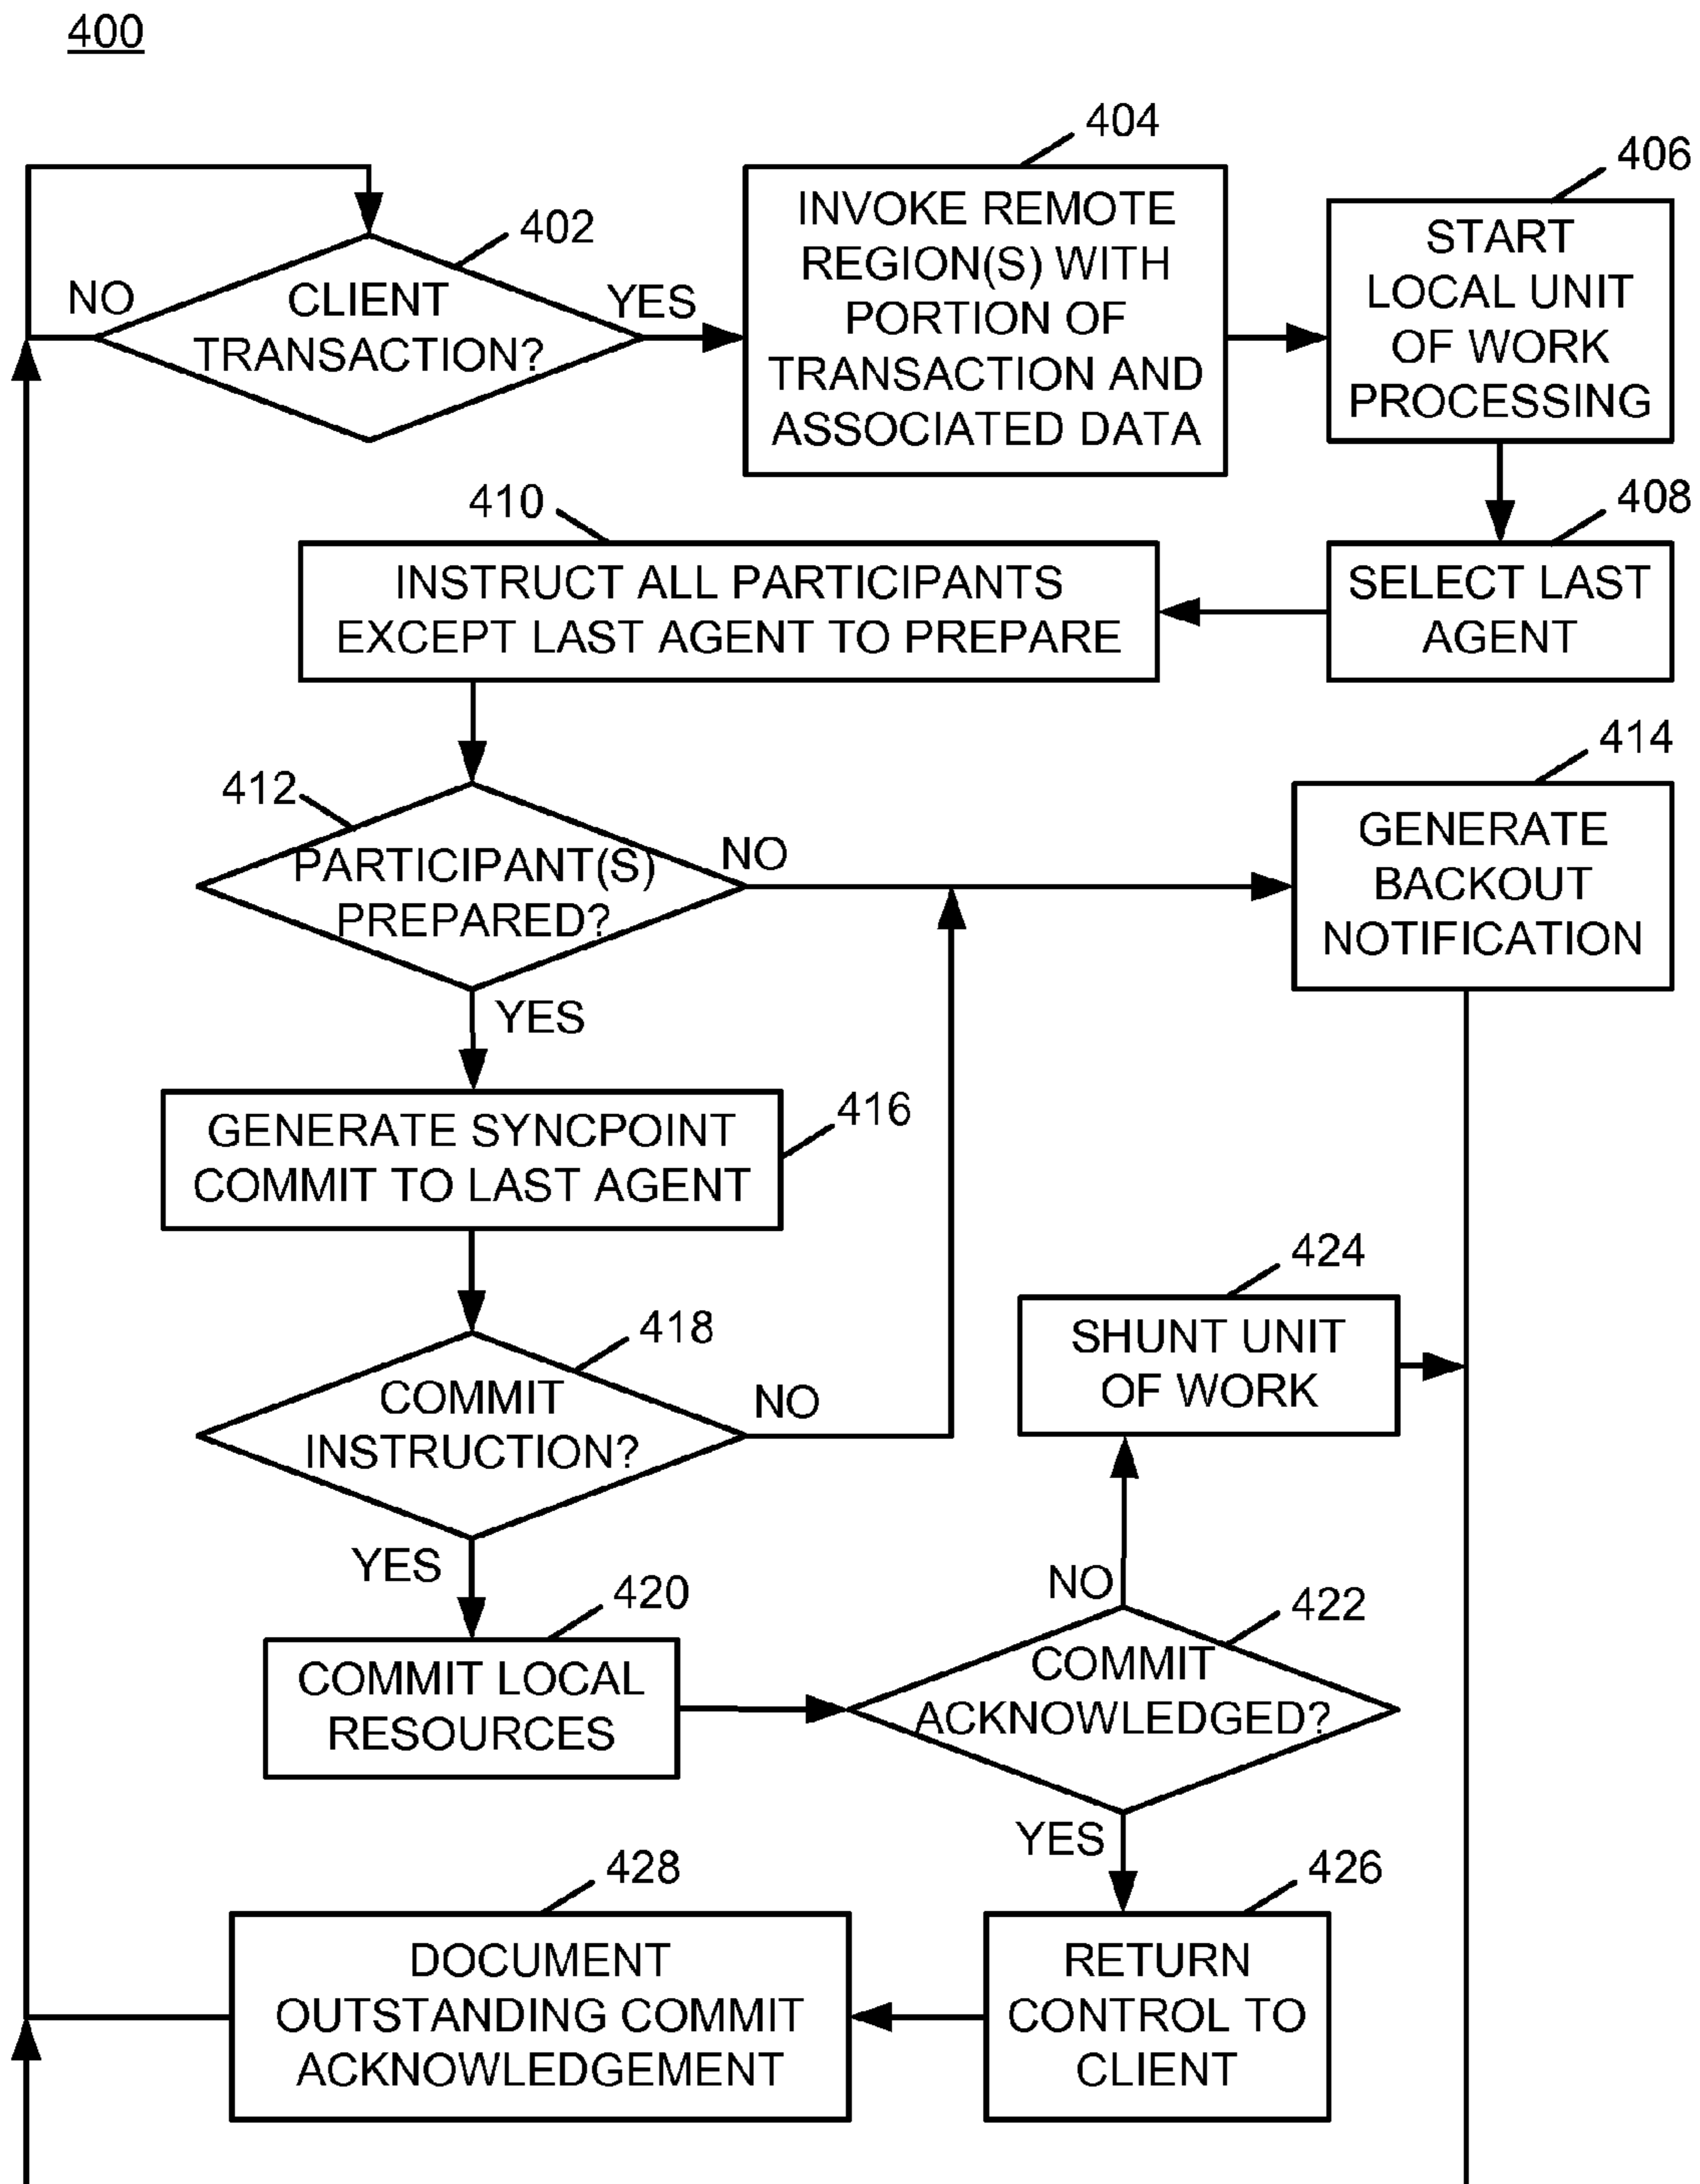 400
404
406
402
INVOKE REMOTE
REGION(S) WITH
PORTION OF
TRANSACTION AND
ASSOCIATED DATA
START
LOCAL UNIT
OF WORK
PROCESSING
NO
CLIENT
TRANSACTION?
YES
410
408
INSTRUCT ALL PARTICIPANTS
EXCEPT LAST AGENT TO PREPARE
SELECT LAST
AGENT
412
414
PARTICIPANT(S)
PREPARED?
NO
GENERATE
BACKOUT
NOTIFICATION
YES
416
GENERATE SYNCPOINT
COMMIT TO LAST AGENT
418
424
COMMIT
INSTRUCTION?
NO
SHUNT UNIT
OF WORK
YES
420
NO
422
COMMIT LOCAL
RESOURCES
COMMIT
ACKNOWLEDGED?
YES
428
426
DOCUMENT
OUTSTANDING COMMIT
ACKNOWLEDGEMENT
RETURN
CONTROL TO
CLIENT